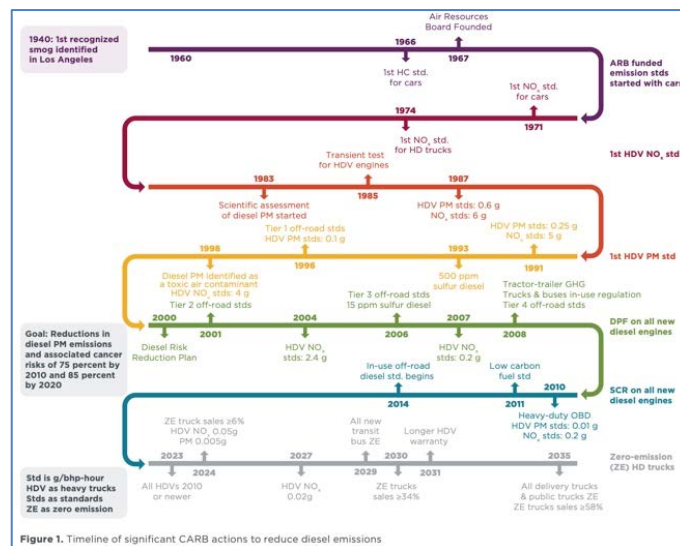 1940: 1st recognized
smog identified
in Los Angeles
Air Resources
Board Founded
1960
1966
1967
1st HC std.
for cars
ARB funded
emission stds
started with cars
1st NOx std.
for cars
1974
1971
1st NOx std.
for HD trucks
1st HDV NOx std
Transient test
for HDV engines
1983
1985
1987
Scientific assessment
of diesel PM started
HDV PM stds: 0.6 g
NOx stds: 6 g
1st HDV PM std
Tier 1 off-road stds
HDV PM stds: 0.1 g
HDV PM stds: 0.25 g
NOx stds: 5 g
1998
1996
1993
1991
Diesel PM identified as
a toxic air contaminant
HDV NOx stds: 4 g
500 ppm
sulfur diesel
Tier 2 off-road stds
Tier 3 off-road stds
15 ppm sulfur diesel
Tractor-trailer GHG
Trucks & buses in-use regulation
Tier 4 off-road stds
2000
2001
2004
2006
2007
2008
Diesel Risk
Reduction Plan
HDV NOx
stds: 2.4 g
HDV NOx
stds: 0.2 g
DPF on all new
diesel engines
Goal: Reductions in
diesel PM emissions
and associated cancer
risks of 75 percent by
2010 and 85 percent
by 2020
In-use off-road
diesel std. begins
Low carbon
fuel std
2014
2011
2010
Heavy-duty OBD
HDV PM stds: 0.01 g
NOx stds: 0.2 g
SCR on all new
diesel engines
ZE truck sales ≥6%
HDV NOx 0.05g
PM 0.005g
All new
transit
bus ZE
Longer HDV
warranty
2023
2024
2027
2029
2030
2031
2035
All HDVs 2010
or newer
HDV NOx
0.02g
ZE trucks
sales ≥34%
All delivery trucks
& public trucks ZE
ZE trucks sales ≥58%
Zero-emission
(ZE) HD trucks
Std is g/bhp-hour
HDV as heavy trucks
Stds as standards
ZE as zero emission
Figure 1. Timeline of significant CARB actions to reduce diesel emissions